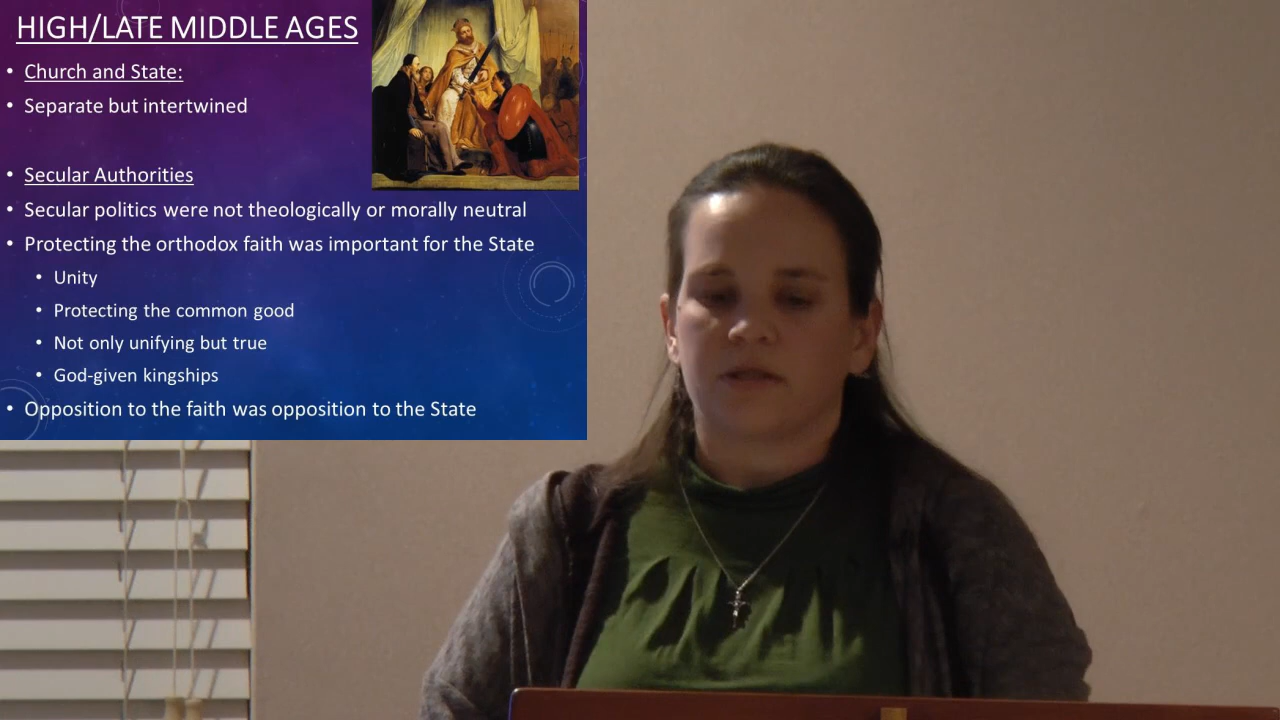 HIGH/LATE MIDDLE AGES
• Church and State:
• Separate but intertwined
• Secular Authorities
• Secular politics were not theologically or morally neutral
• Protecting the orthodox faith was important for the State
• Unity
• Protecting the common good
• Not only unifying but true
• God-given kingships
• Opposition to the faith was opposition to the State